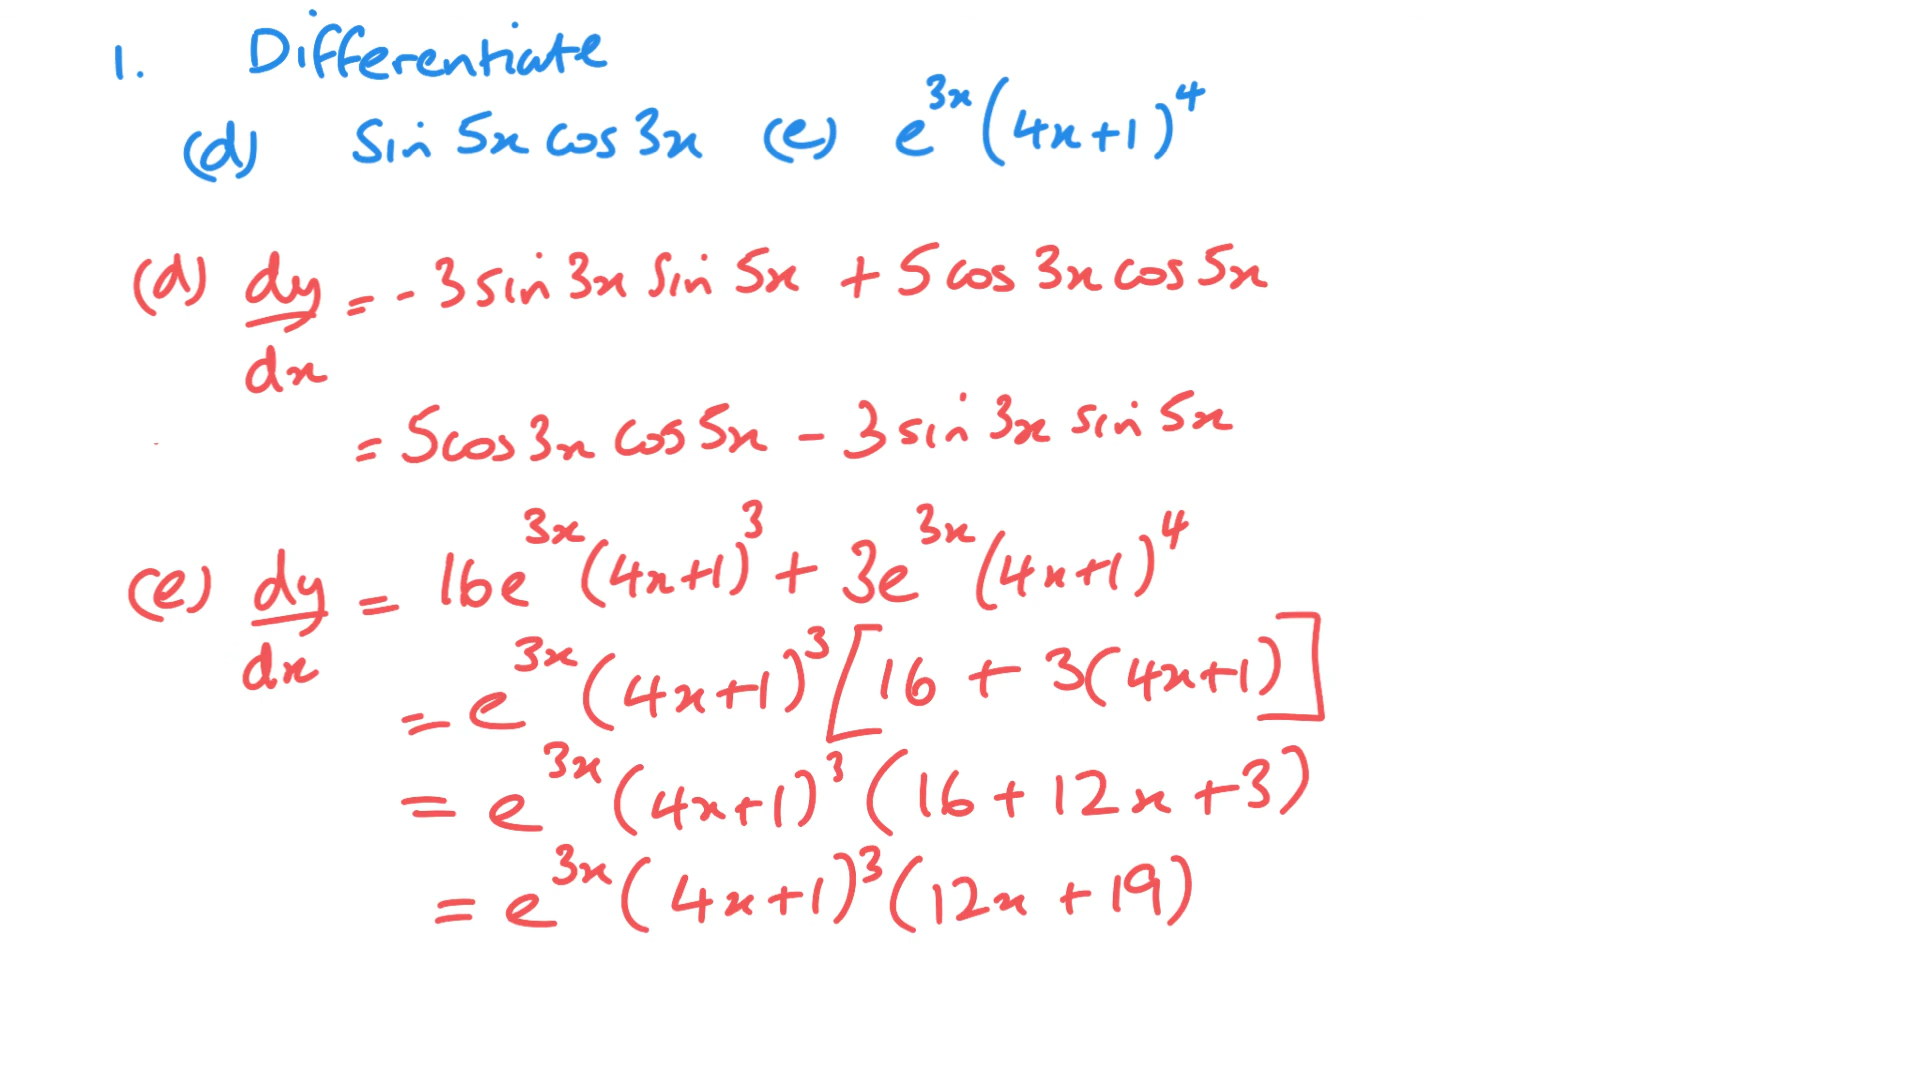 1. Differentiate
(d) sin 5x cos 3x (e) e^{3x}(4x+1)^4
(d) dy/dx = -3 sin 3x sin 5x + 5 cos 3x cos 5x
= 5cos 3x cos 5x - 3 sin 3x sin 5x
(e) dy/dx = 16e^{3x}(4x+1)^3 + 3e^{3x}(4x+1)^4
= e^{3x}(4x+1)^3[16 + 3(4x+1)]
= e^{3x}(4x+1)^3(16+12x+3)
= e^{3x}(4x+1)^3(12x+19)